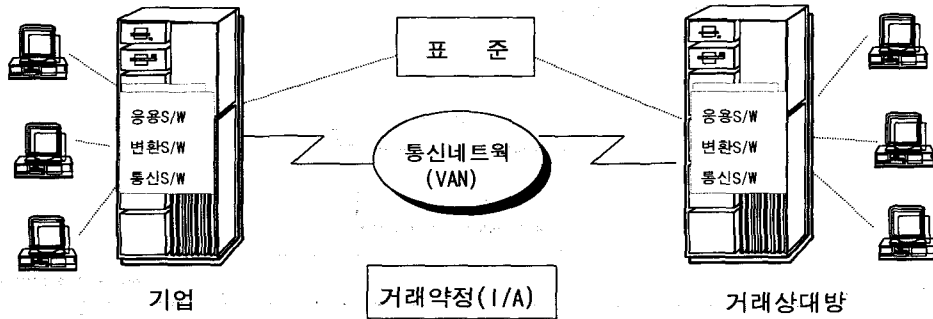 표 준
응용S/W
변환S/W
통신S/W
통신네트웍
(VAN)
응용S/W
변환S/W
통신S/W
기업
거래약정(I/A)
거래상대방